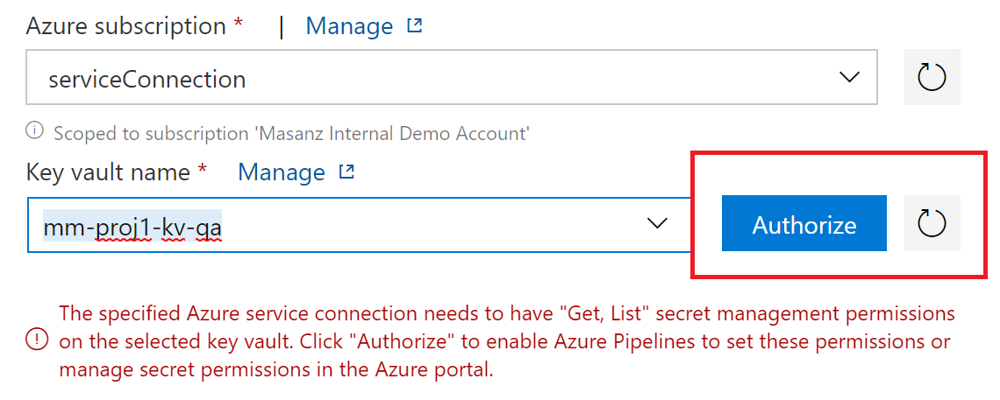 Azure subscription * | Manage
serviceConnection
Scoped to subscription 'Masanz Internal Demo Account'
Key vault name * Manage
mm-proj1-kv-qa Authorize
The specified Azure service connection needs to have "Get, List" secret management permissions
on the selected key vault. Click "Authorize" to enable Azure Pipelines to set these permissions or
manage secret permissions in the Azure portal.